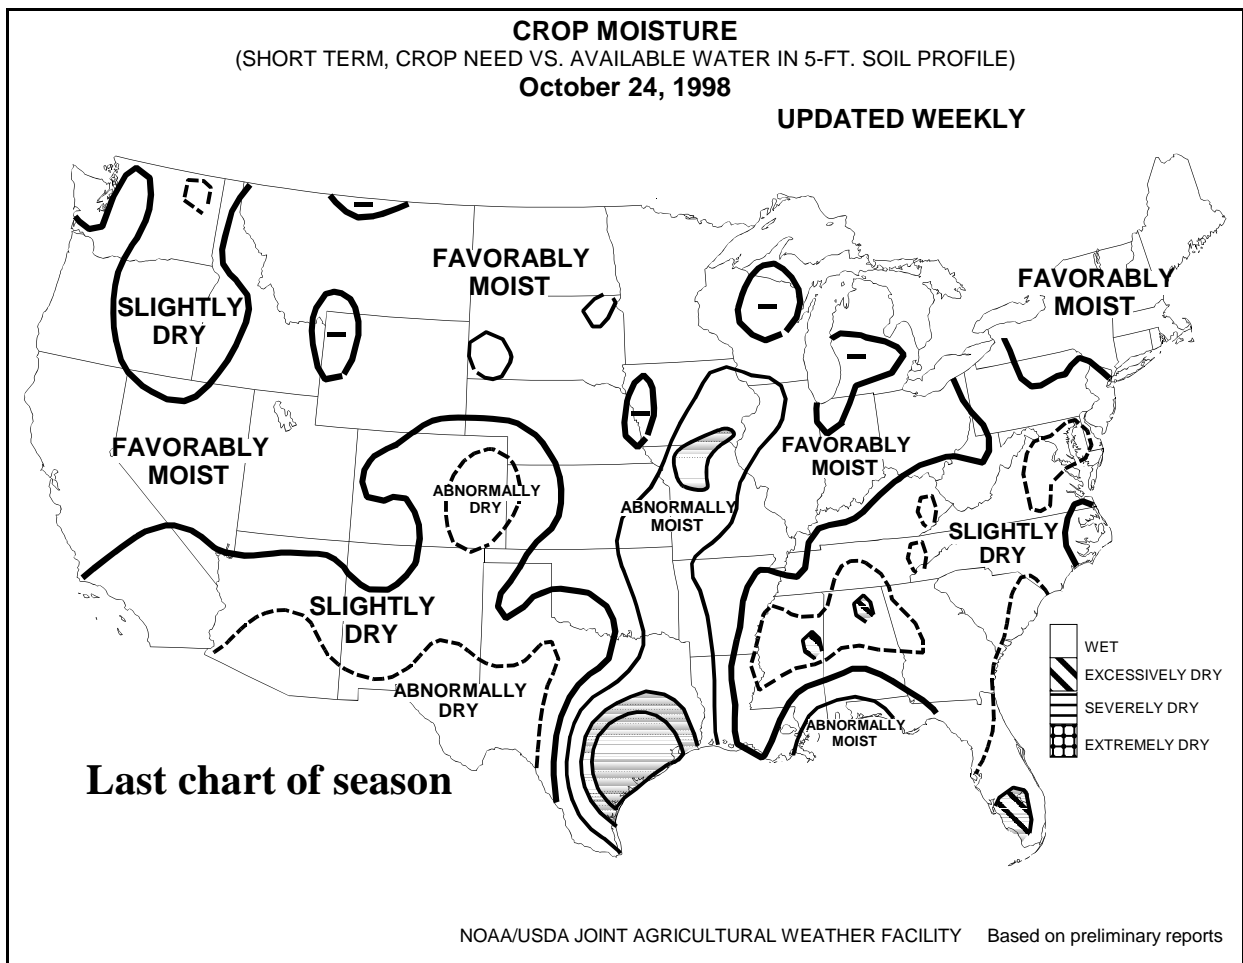 CROP MOISTURE
(SHORT TERM, CROP NEED VS. AVAILABLE WATER IN 5-FT. SOIL PROFILE)
October 24, 1998
UPDATED WEEKLY
FAVORABLY
MOIST
FAVORABLY
MOIST
SLIGHTLY
DRY
FAVORABLY
MOIST
FAVORABLY
MOIST
ABNORMALLY
DRY
ABNORMALLY
MOIST
SLIGHTLY
DRY
SLIGHTLY
DRY
ABNORMALLY
DRY
ABNORMALLY
MOIST
WET
EXCESSIVELY DRY
SEVERELY DRY
EXTREMELY DRY
Last chart of season
NOAA/USDA JOINT AGRICULTURAL WEATHER FACILITY Based on preliminary reports